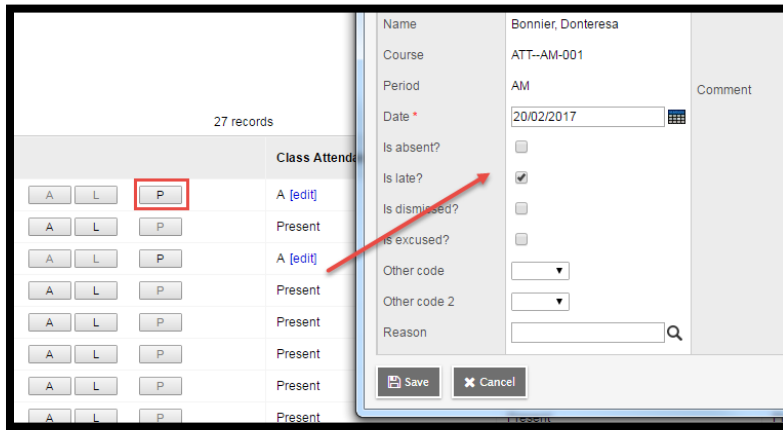 27 records
Class Attenda
A L P A [edit]
A L P Present
A L P A [edit]
A L P Present
A L P Present
A L P Present
A L P Present
A L P Present
Name Bonnier, Donteresa
Course ATT--AM-001
Period AM
Comment
Date * 20/02/2017
Is absent?
Is late?
Is dismissed?
Is excused?
Other code
Other code 2
Reason
Save Cancel
Present